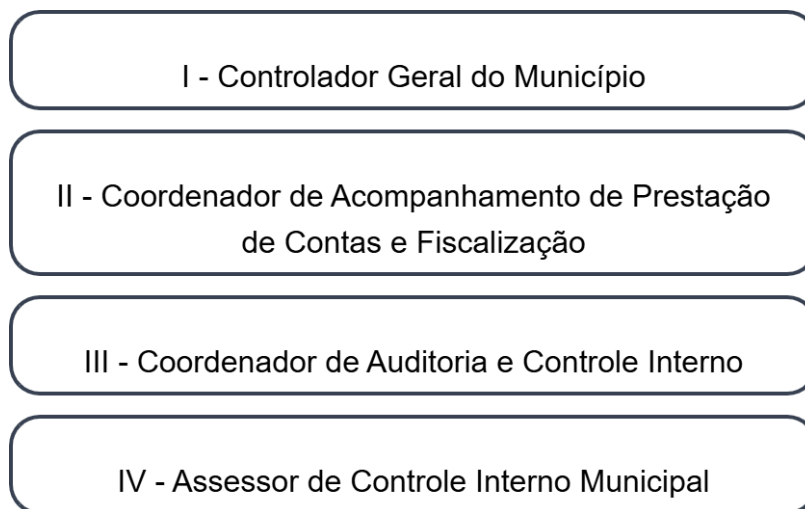 I - Controlador Geral do Município
II - Coordenador de Acompanhamento de Prestação
de Contas e Fiscalização
III - Coordenador de Auditoria e Controle Interno
IV - Assessor de Controle Interno Municipal